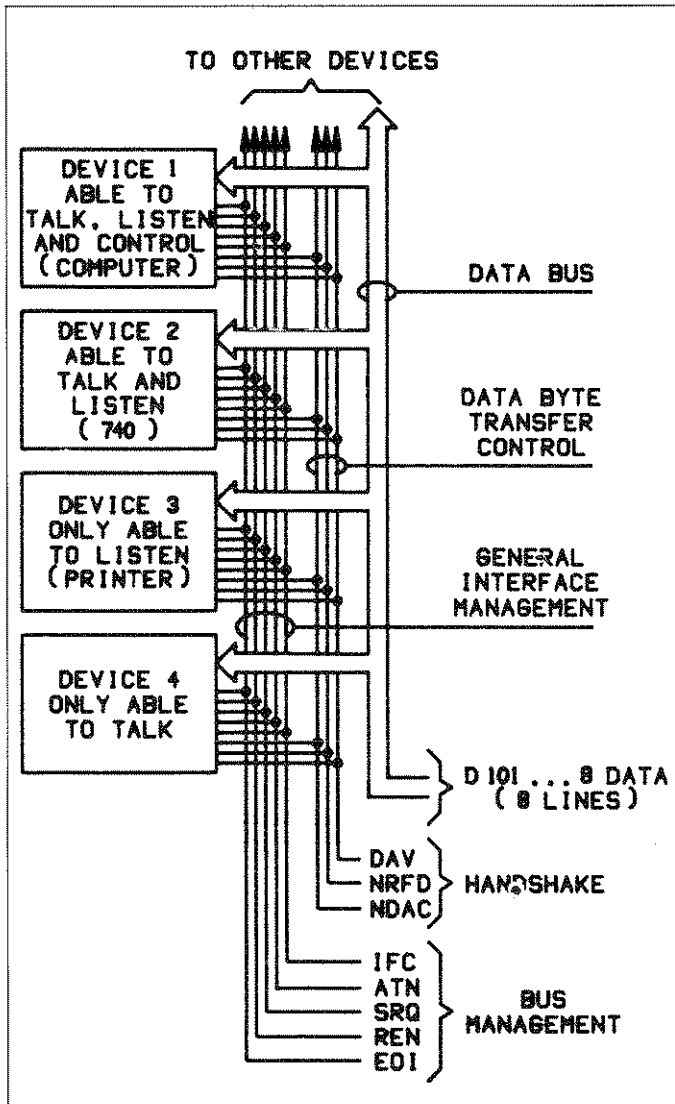 TO OTHER DEVICES
DEVICE 1
ABLE TO
TALK, LISTEN
AND CONTROL
(COMPUTER)
DATA BUS
DEVICE 2
ABLE TO
TALK AND
LISTEN
( 740 )
DATA BYTE
TRANSFER
CONTROL
DEVICE 3
ONLY ABLE
TO LISTEN
(PRINTER)
GENERAL
INTERFACE
MANAGEMENT
DEVICE 4
ONLY ABLE
TO TALK
D 101 ... 8 DATA
( 8 LINES )
DAV
NRFD
NDAC
HANDSHAKE
IFC
ATN
SRQ
REN
EOI
BUS
MANAGEMENT